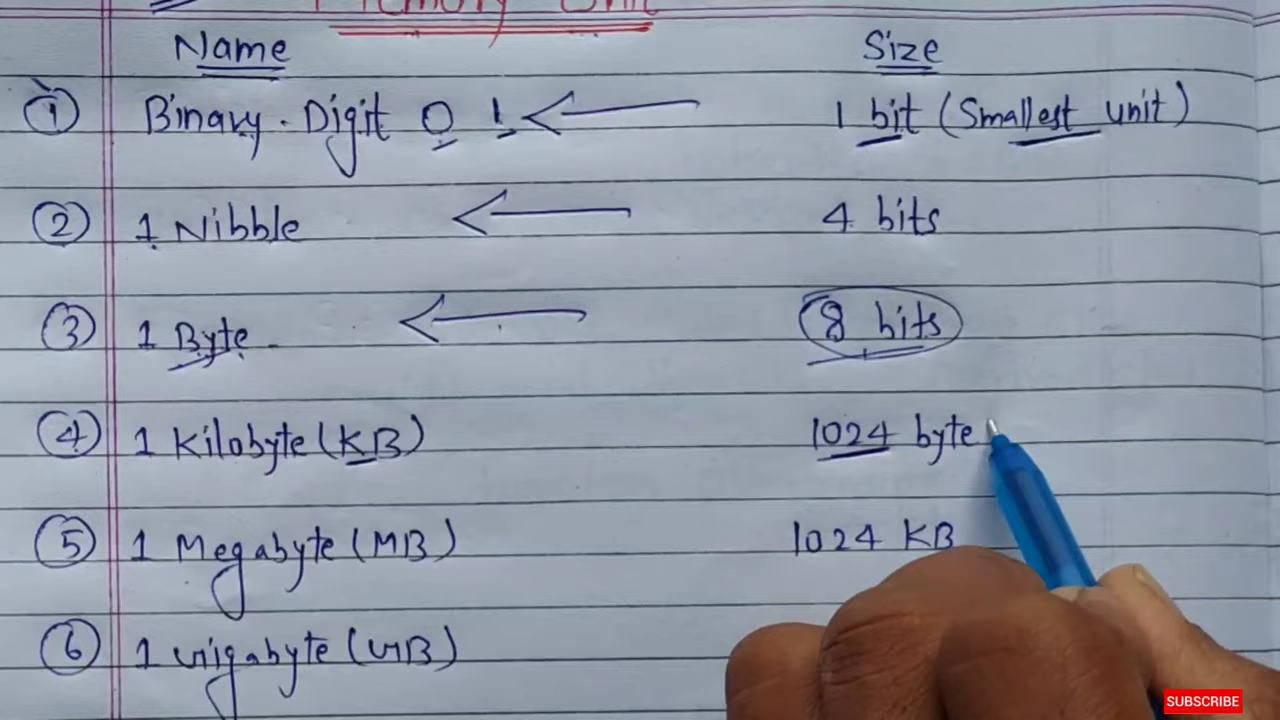 Memory Unit
Name Size
① Binary. Digit 0 1 ← 1 bit (Smallest unit)
② 1 Nibble ← 4 bits
③ 1 Byte ← 8 bits
④ 1 Kilobyte (KB) 1024 byte
⑤ 1 Megabyte (MB) 1024 KB
⑥ 1 Gigabyte (GB)
SUBSCRIBE